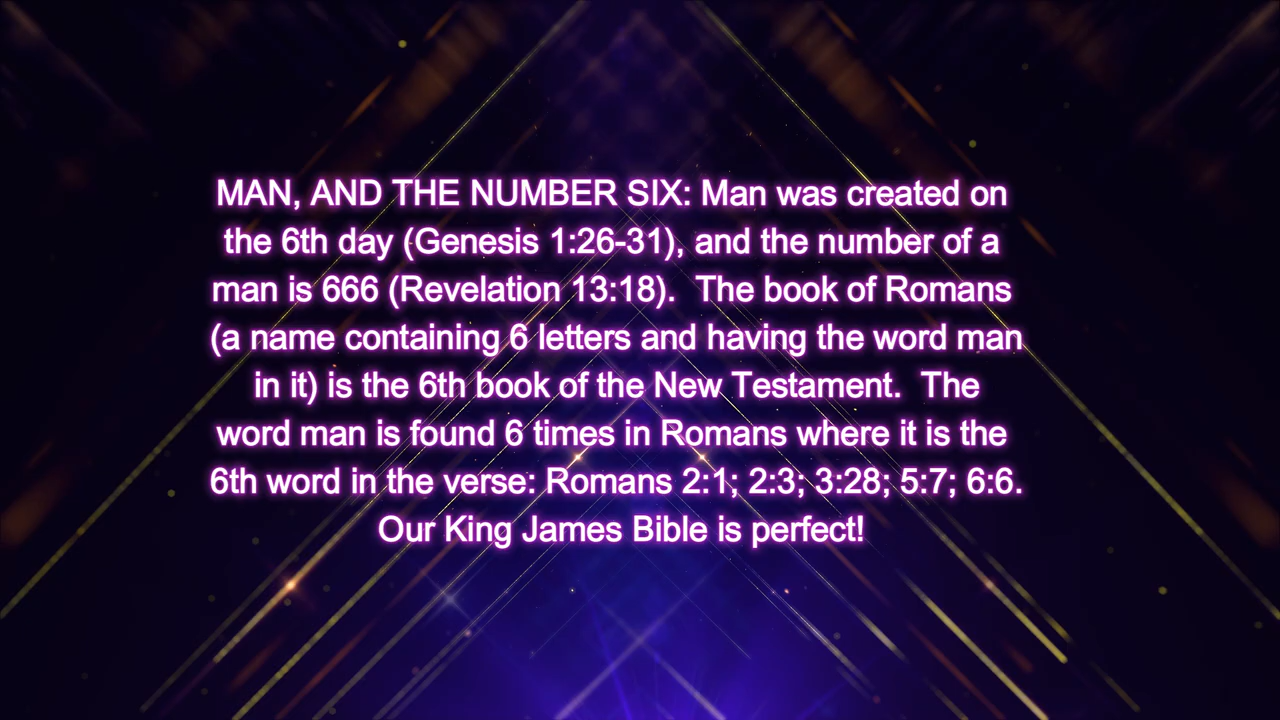 MAN, AND THE NUMBER SIX: Man was created on
the 6th day (Genesis 1:26-31), and the number of a
man is 666 (Revelation 13:18).  The book of Romans
(a name containing 6 letters and having the word man
in it) is the 6th book of the New Testament.  The
word man is found 6 times in Romans where it is the
6th word in the verse: Romans 2:1; 2:3; 3:28; 5:7; 6:6.
Our King James Bible is perfect!